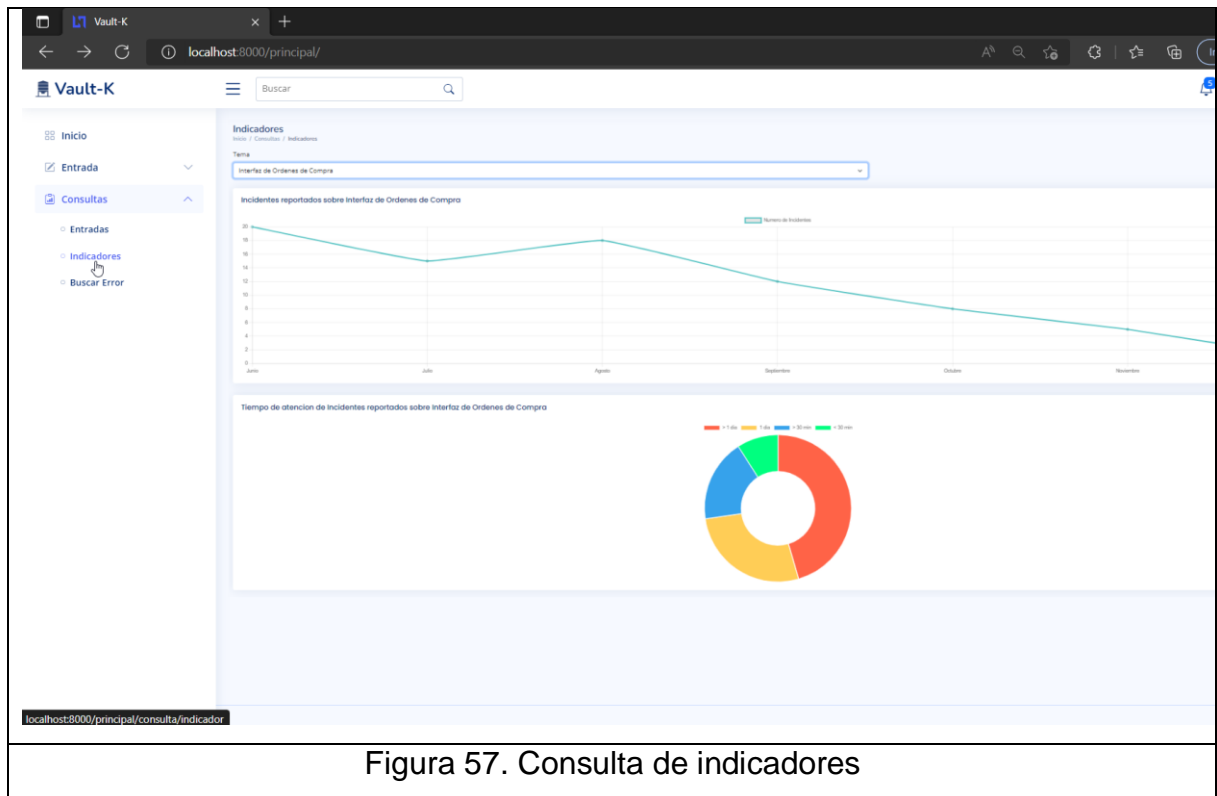 Vault-K
localhost:8000/principal/
Vault-K
Buscar
5
Inicio
Entrada
Consultas
Entradas
Indicadores
Buscar Error
Indicadores
Inicio / Consultas / Indicadores
Tema
Interfaz de Ordenes de Compra
Incidentes reportados sobre Interfaz de Ordenes de Compra
Numero de Incidentes
20
18
16
14
12
10
8
6
4
2
0
Junio
Julio
Agosto
Septiembre
Octubre
Noviembre
Tiempo de atencion de Incidentes reportados sobre Interfaz de Ordenes de Compra
1 dia
localhost:8000/principal/consulta/indicador
Figura 57. Consulta de indicadores